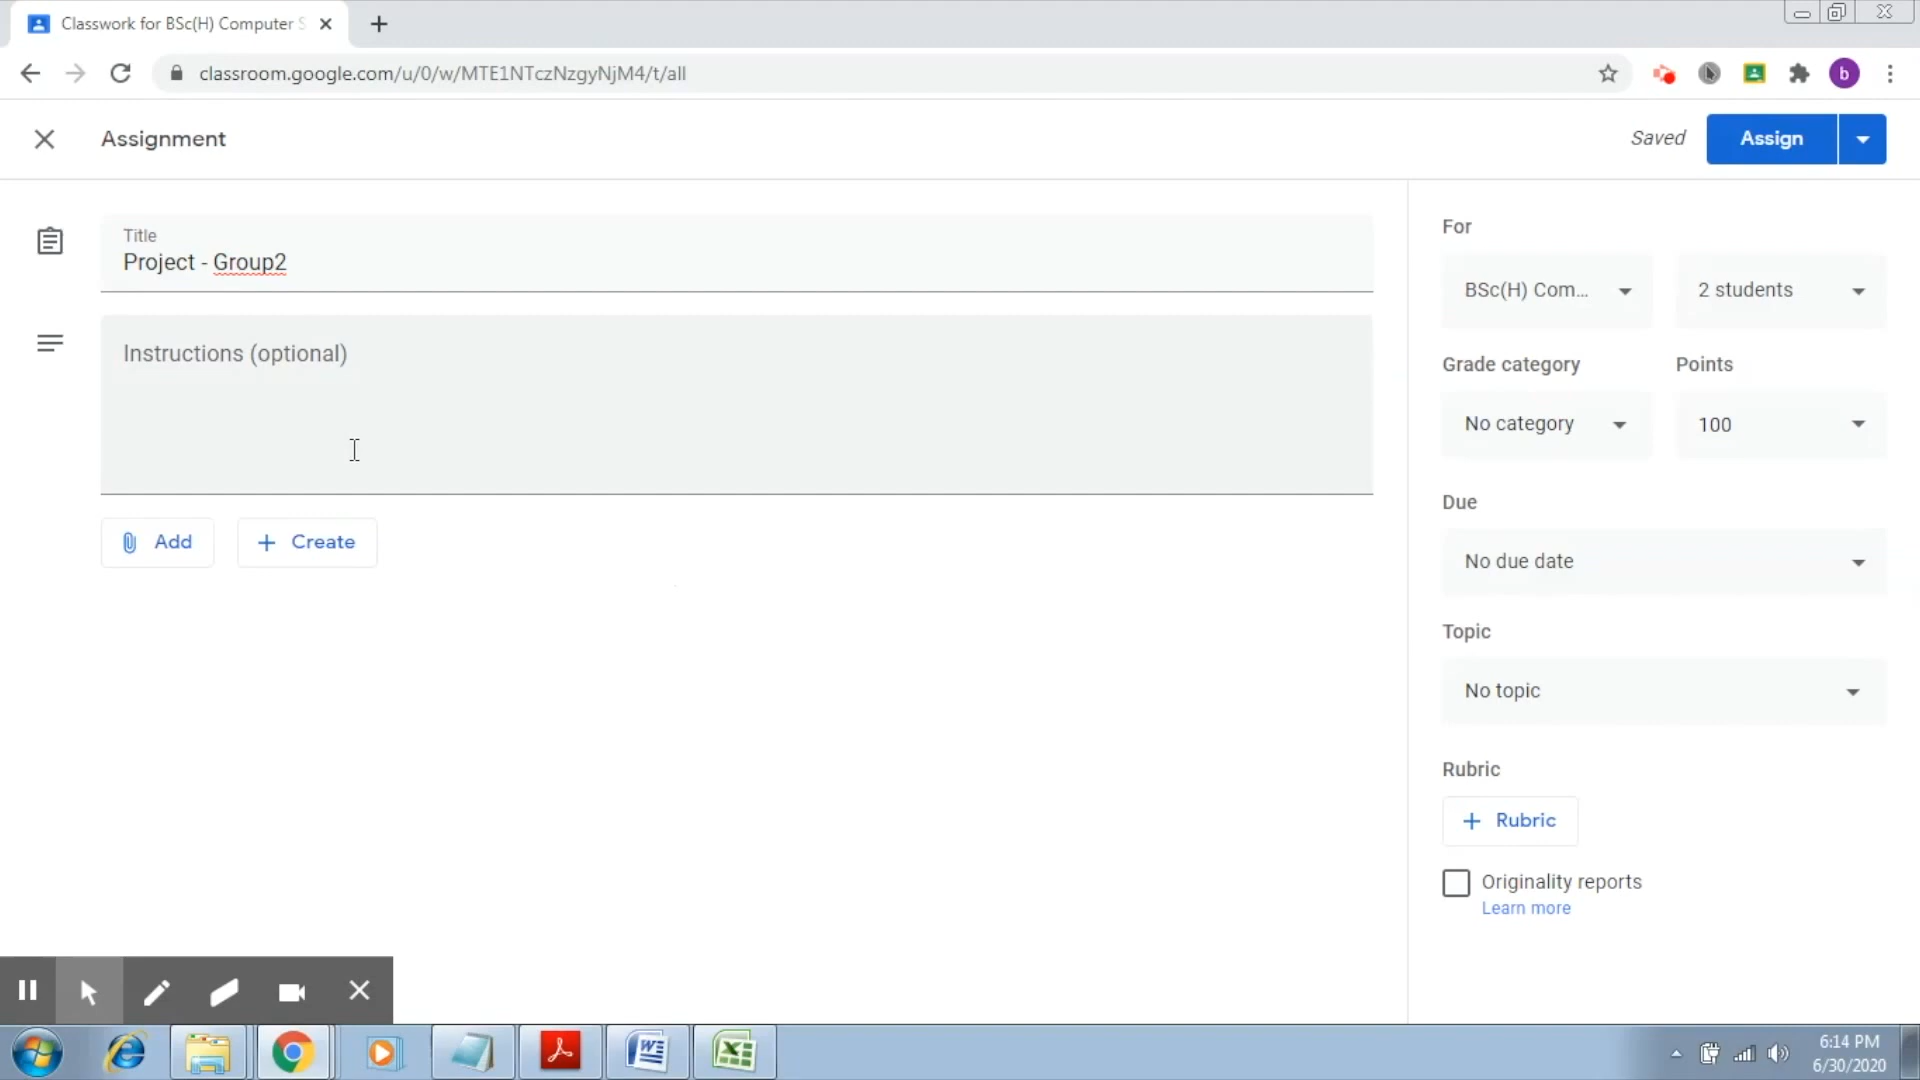 Classwork for BSc(H) Computer S
classroom.google.com/u/0/w/MTE1NTczNzgyNjM4/t/all
b
Assignment
Saved
Assign
Title
Project - Group2
Instructions (optional)
Add
Create
For
BSc(H) Com...
2 students
Grade category
Points
No category
100
Due
No due date
Topic
No topic
Rubric
Rubric
Originality reports
Learn more
6:14 PM
6/30/2020